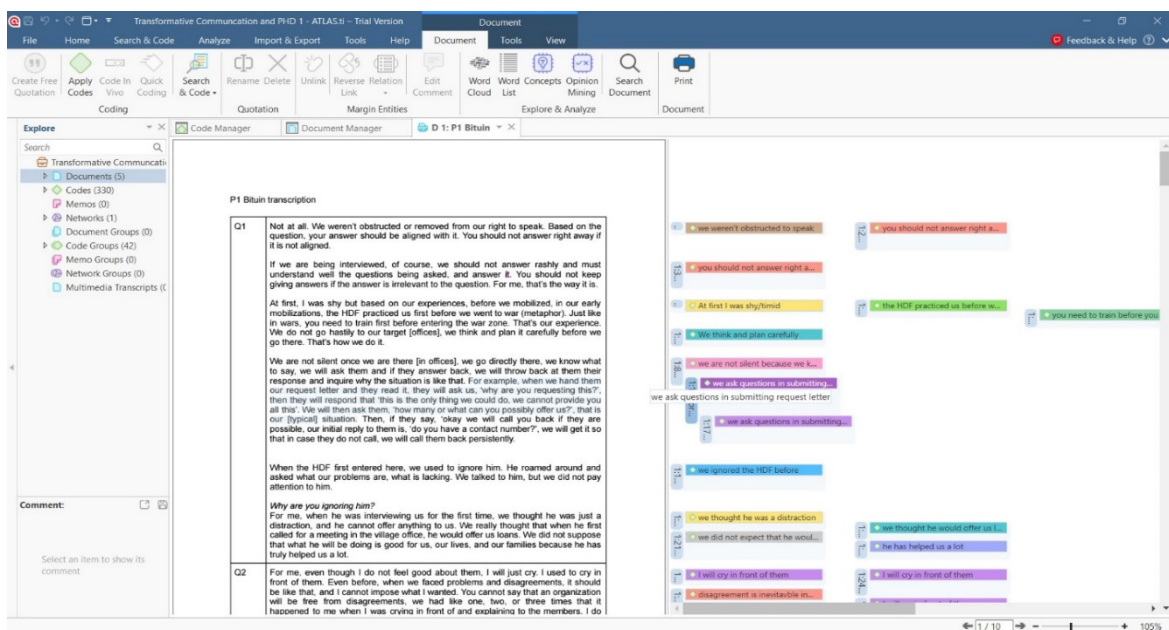 Transformative Communcation and PHD 1 - ATLAS.ti – Trial Version
Document
File Home Search & Code Analyze Import & Export Tools Help Document Tools View
Feedback & Help
Create Free Quotation
Apply Codes
Code In Vivo
Quick Coding
Search & Code
Rename Delete
Unlink
Reverse Link
Relation
Edit Comment
Word Cloud
Word List
Concepts
Opinion Mining
Search Document
Print
Coding Quotation Margin Entities Explore & Analyze Document
Explore
Search
Transformative Communcati
Documents (5)
Codes (330)
Memos (0)
Networks (1)
Document Groups (0)
Code Groups (42)
Memo Groups (0)
Network Groups (0)
Multimedia Transcripts (
Comment:
Select an item to show its
comment
Code Manager Document Manager D 1: P1 Bituin
P1 Bituin transcription
Q1
Not at all. We weren't obstructed or removed from our right to speak. Based on the
question, your answer should be aligned with it. You should not answer right away if
it is not aligned.
If we are being interviewed, of course, we should not answer rashly and must
understand well the questions being asked, and answer it. You should not keep
giving answers if the answer is irrelevant to the question. For me, that's the way it is.
At first, I was shy but based on our experiences, before we mobilized, in our early
mobilizations, the HDF practiced us first before we went to war (metaphor). Just like
in wars, you need to train first before entering the war zone. That's our experience.
We do not go hastily to our target [offices], we think and plan it carefully before we
go there. That's how we do it.
We are not silent once we are there [in offices], we go directly there, we know what
to say, we will ask them and if they answer back, we will throw back at them their
response and inquire why the situation is like that. For example, when we hand them
our request letter and they read it, they will ask us, 'why are you requesting this?',
then they will respond that 'this is the only thing we could do, we cannot provide you
all this'. We will then ask them, 'how many or what can you possibly offer us?', that is
our [typical] situation. Then, if they say, 'okay we will call you back if they are
possible, our initial reply to them is, 'do you have a contact number?', we will get it so
that in case they do not call, we will call them back persistently.
When the HDF first entered here, we used to ignore him. He roamed around and
asked what our problems are, what is lacking. We talked to him, but we did not pay
attention to him.
Why are you ignoring him?
For me, when he was interviewing us for the first time, we thought he was just a
distraction, and he cannot offer anything to us. We really thought that when he first
called for a meeting in the village office, he would offer us loans. We did not suppose
that what he will be doing is good for us, our lives, and our families because he has
truly helped us a lot.
Q2
For me, even though I do not feel good about them, I will just cry. I used to cry in
front of them. Even before, when we faced problems and disagreements, it should
be like that, and I cannot impose what I wanted. You cannot say that an organization
will be free from disagreements, we had like one, two, or three times that it
happened to me when I was crying in front of and explaining to the members. I do
we weren't obstructed to speak
1:2... you should not answer right a...
1:3... you should not answer right a...
At first I was shy/timid
the HDF practiced us before w...
you need to train before you
We think and plan carefully
1:8... we are not silent because we k...
we ask questions in submitting...
we ask questions in submitting request letter
1:17... we ask questions in submitting...
we ignored the HDF before
we thought he was a distraction
we thought he would offer us l...
1:21... we did not expect that he woul...
he has helped us a lot
I will cry in front of them
1:24... I will cry in front of them
disagreement is inevitavble in...
1 / 10
105%